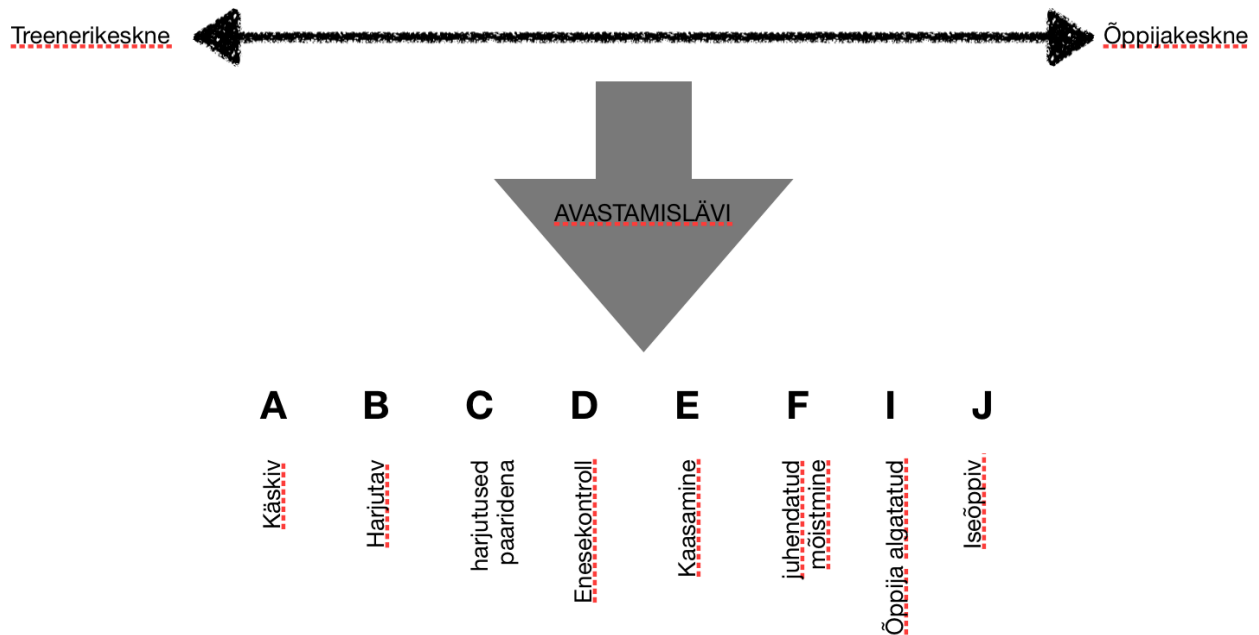 Treenerikeskne
Õppijakeskne
AVASTAMISLÄVI
A B C D E F I J
Käskiv
Harjutav
harjutused
paaridena
Enesekontroll
Kaasamine
juhendatud
mõistmine
Õppija algatatud
Iseõppiv